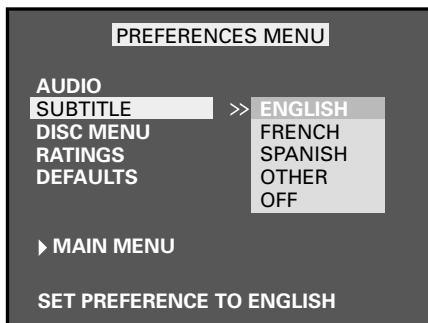 PREFERENCES MENU
AUDIO
SUBTITLE >> ENGLISH
DISC MENU FRENCH
RATINGS SPANISH
DEFAULTS OTHER
OFF
MAIN MENU
SET PREFERENCE TO ENGLISH